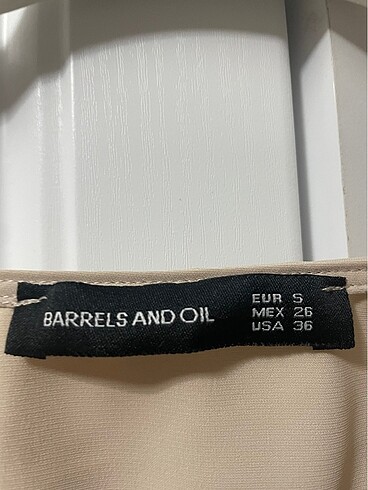 BARRELS AND OIL
EUR S
MEX 26
USA 36